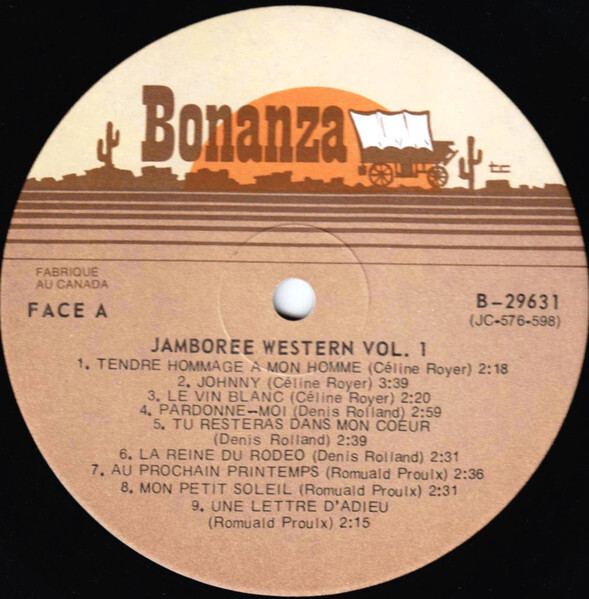 Bonanza
tc
FABRIQUÉ
AU CANADA
FACE A
B-29631
(JC-576-598)
JAMBOREE WESTERN VOL. 1
1. TENDRE HOMMAGE A MON HOMME (Céline Royer) 2:18
2. JOHNNY (Céline Royer) 3:39
3. LE VIN BLANC (Céline Royer) 2:20
4. PARDONNE-MOI (Denis Rolland) 2:59
5. TU RESTERAS DANS MON COEUR
(Denis Rolland) 2:39
6. LA REINE DU RODEO (Denis Rolland) 2:31
7. AU PROCHAIN PRINTEMPS (Romuald Proulx) 2:36
8. MON PETIT SOLEIL (Romuald Proulx) 2:31
9. UNE LETTRE D'ADIEU
(Romuald Proulx) 2:15